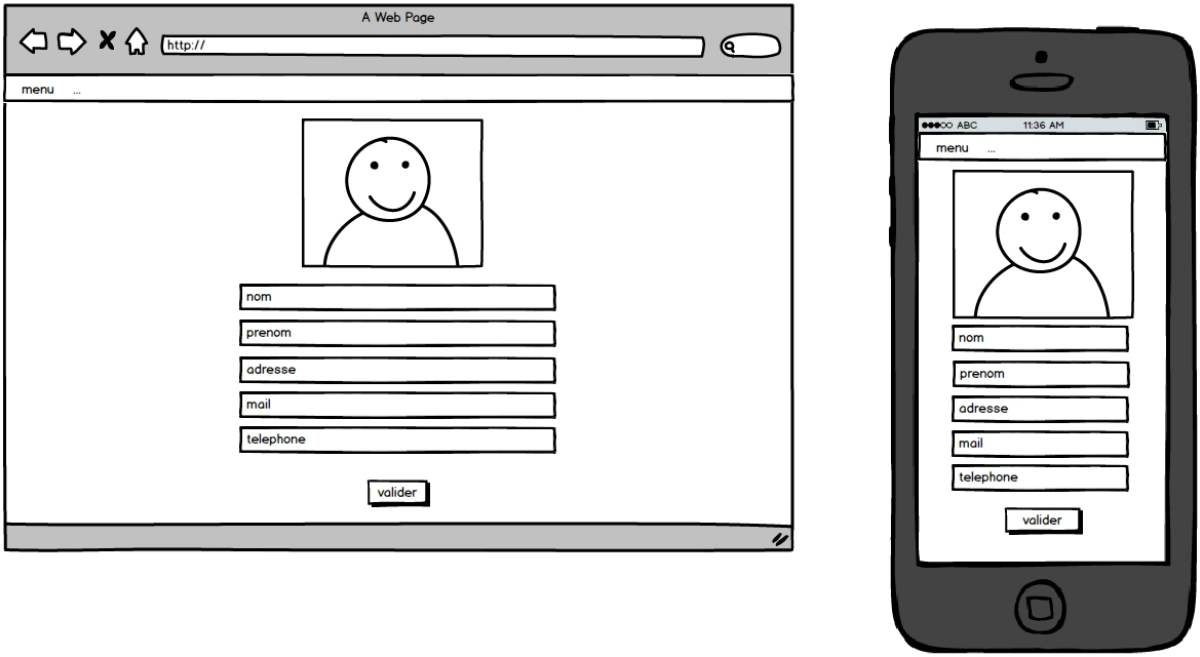 A Web Page
http://
menu ...
nom
prenom
adresse
mail
telephone
valider
ABC 11:36 AM
menu ...
nom
prenom
adresse
mail
telephone
valider